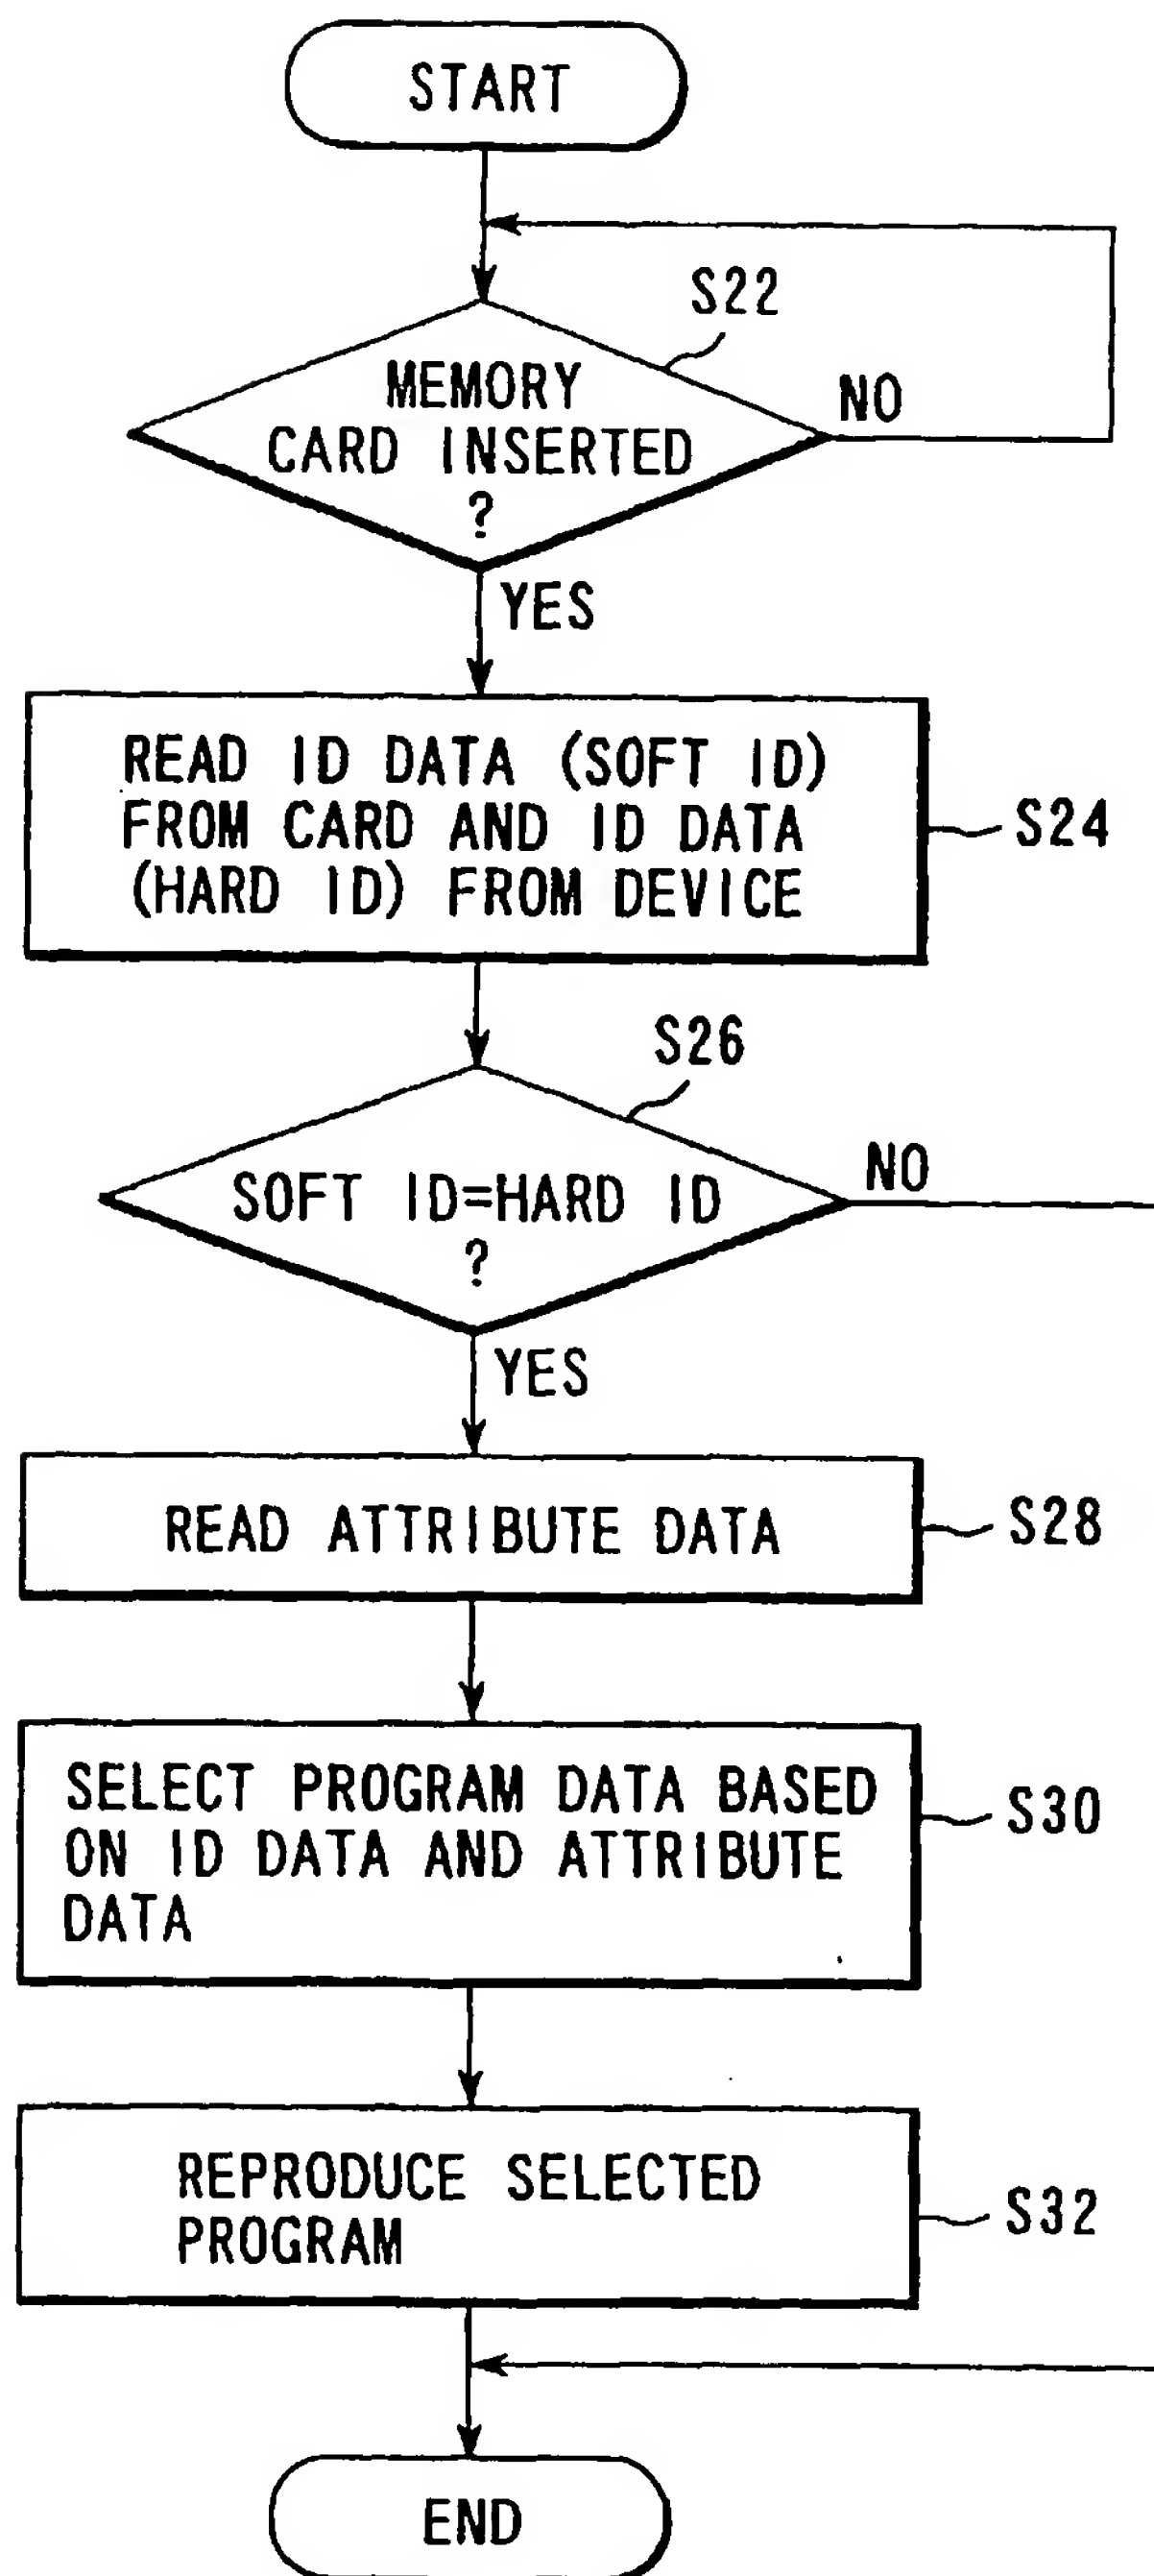 START
S22
MEMORY
CARD INSERTED
?
NO
YES
READ ID DATA (SOFT ID)
FROM CARD AND ID DATA
(HARD ID) FROM DEVICE
S24
S26
SOFT ID=HARD ID
?
NO
YES
READ ATTRIBUTE DATA
S28
SELECT PROGRAM DATA BASED
ON ID DATA AND ATTRIBUTE
DATA
S30
REPRODUCE SELECTED
PROGRAM
S32
END